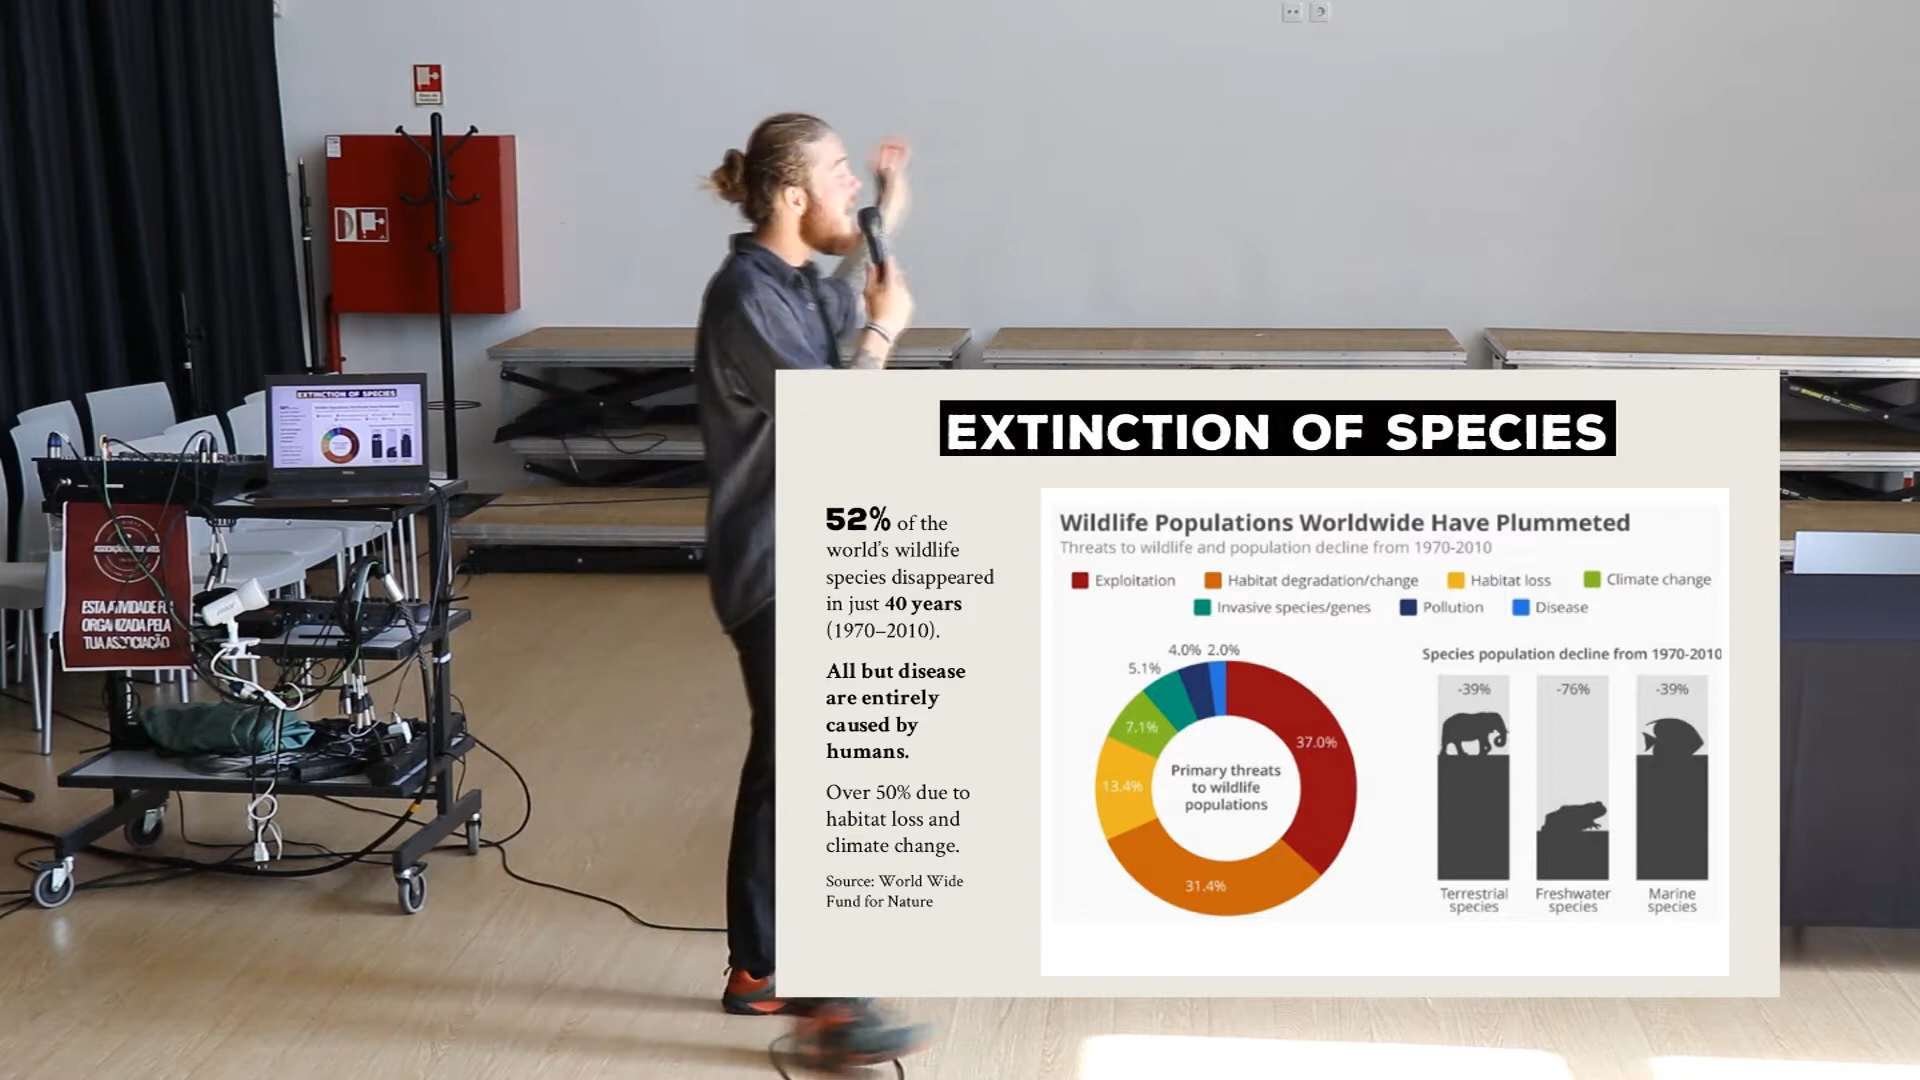 EXTINCTION OF SPECIES
52% of the
world's wildlife
species disappeared
in just 40 years
(1970–2010).
All but disease
are entirely
caused by
humans.
Over 50% due to
habitat loss and
climate change.
Source: World Wide
Fund for Nature
Wildlife Populations Worldwide Have Plummeted
Threats to wildlife and population decline from 1970-2010
Exploitation Habitat degradation/change Habitat loss Climate change
Invasive species/genes Pollution Disease
4.0% 2.0%
5.1%
7.1%
37.0%
13.4%
31.4%
Primary threats
to wildlife
populations
Species population decline from 1970-2010
-39% -76% -39%
Terrestrial
species
Freshwater
species
Marine
species
EXTINCTION OF SPECIES
ESTA ATIVIDADE FOI
ORGANIZADA PELA
TUA ASSOCIAÇÃO